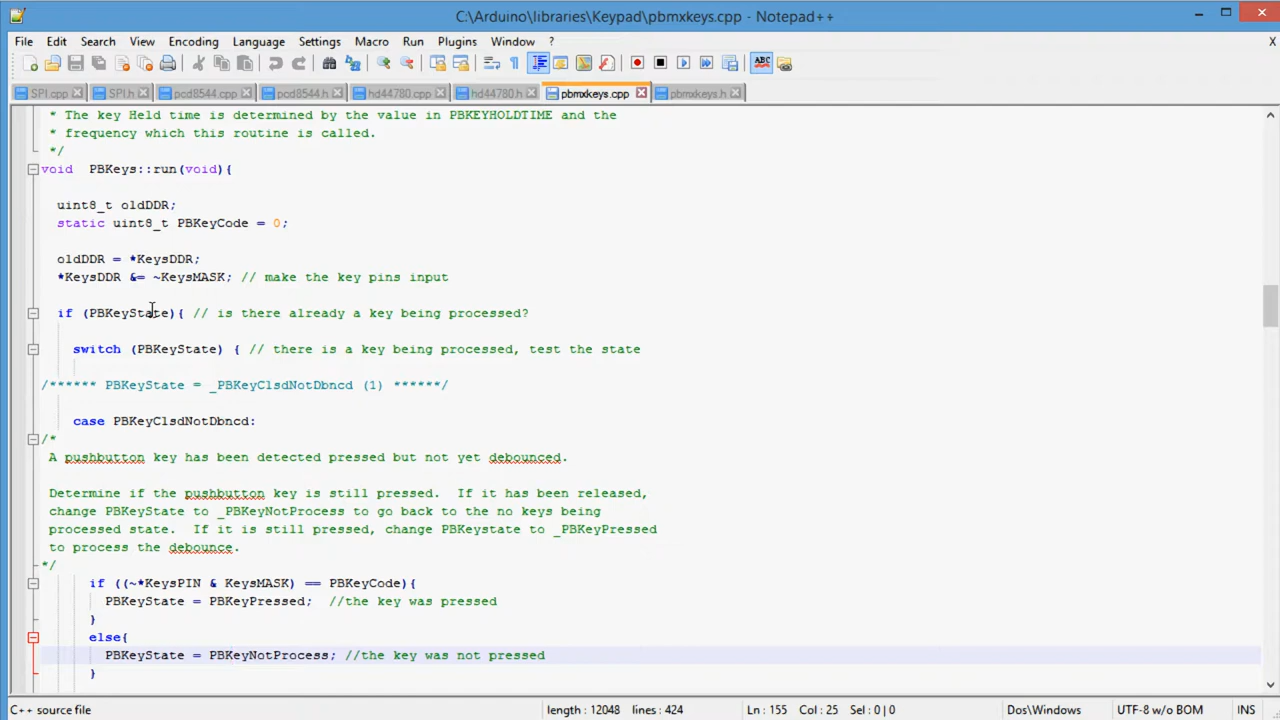 C:\Arduino\libraries\Keypad\pbmxkeys.cpp - Notepad++
File Edit Search View Encoding Language Settings Macro Run Plugins Window ? X
SPI.cpp SPI.h pcd8544.cpp pcd8544.h hd44780.cpp hd44780.h pbmxkeys.cpp pbmxkeys.h
* The key Held time is determined by the value in PBKEYHOLDTIME and the
* frequency which this routine is called.
*/
void  PBKeys::run(void){
uint8_t oldDDR;
static uint8_t PBKeyCode = 0;
oldDDR = *KeysDDR;
*KeysDDR &= ~KeysMASK; // make the key pins input
if (PBKeyState){ // is there already a key being processed?
switch (PBKeyState) { // there is a key being processed, test the state
/****** PBKeyState = _PBKeyClsdNotDbncd (1) ******/
case PBKeyClsdNotDbncd:
/*
A pushbutton key has been detected pressed but not yet debounced.
Determine if the pushbutton key is still pressed.  If it has been released,
change PBKeyState to _PBKeyNotProcess to go back to the no keys being
processed state.  If it is still pressed, change PBKeystate to _PBKeyPressed
to process the debounce.
*/
if ((~*KeysPIN & KeysMASK) == PBKeyCode){
PBKeyState = PBKeyPressed;  //the key was pressed
}
else{
PBKeyState = PBKeyNotProcess; //the key was not pressed
}
C++ source file length : 12048 lines : 424 Ln : 155 Col : 25 Sel : 0 | 0 Dos\Windows UTF-8 w/o BOM INS